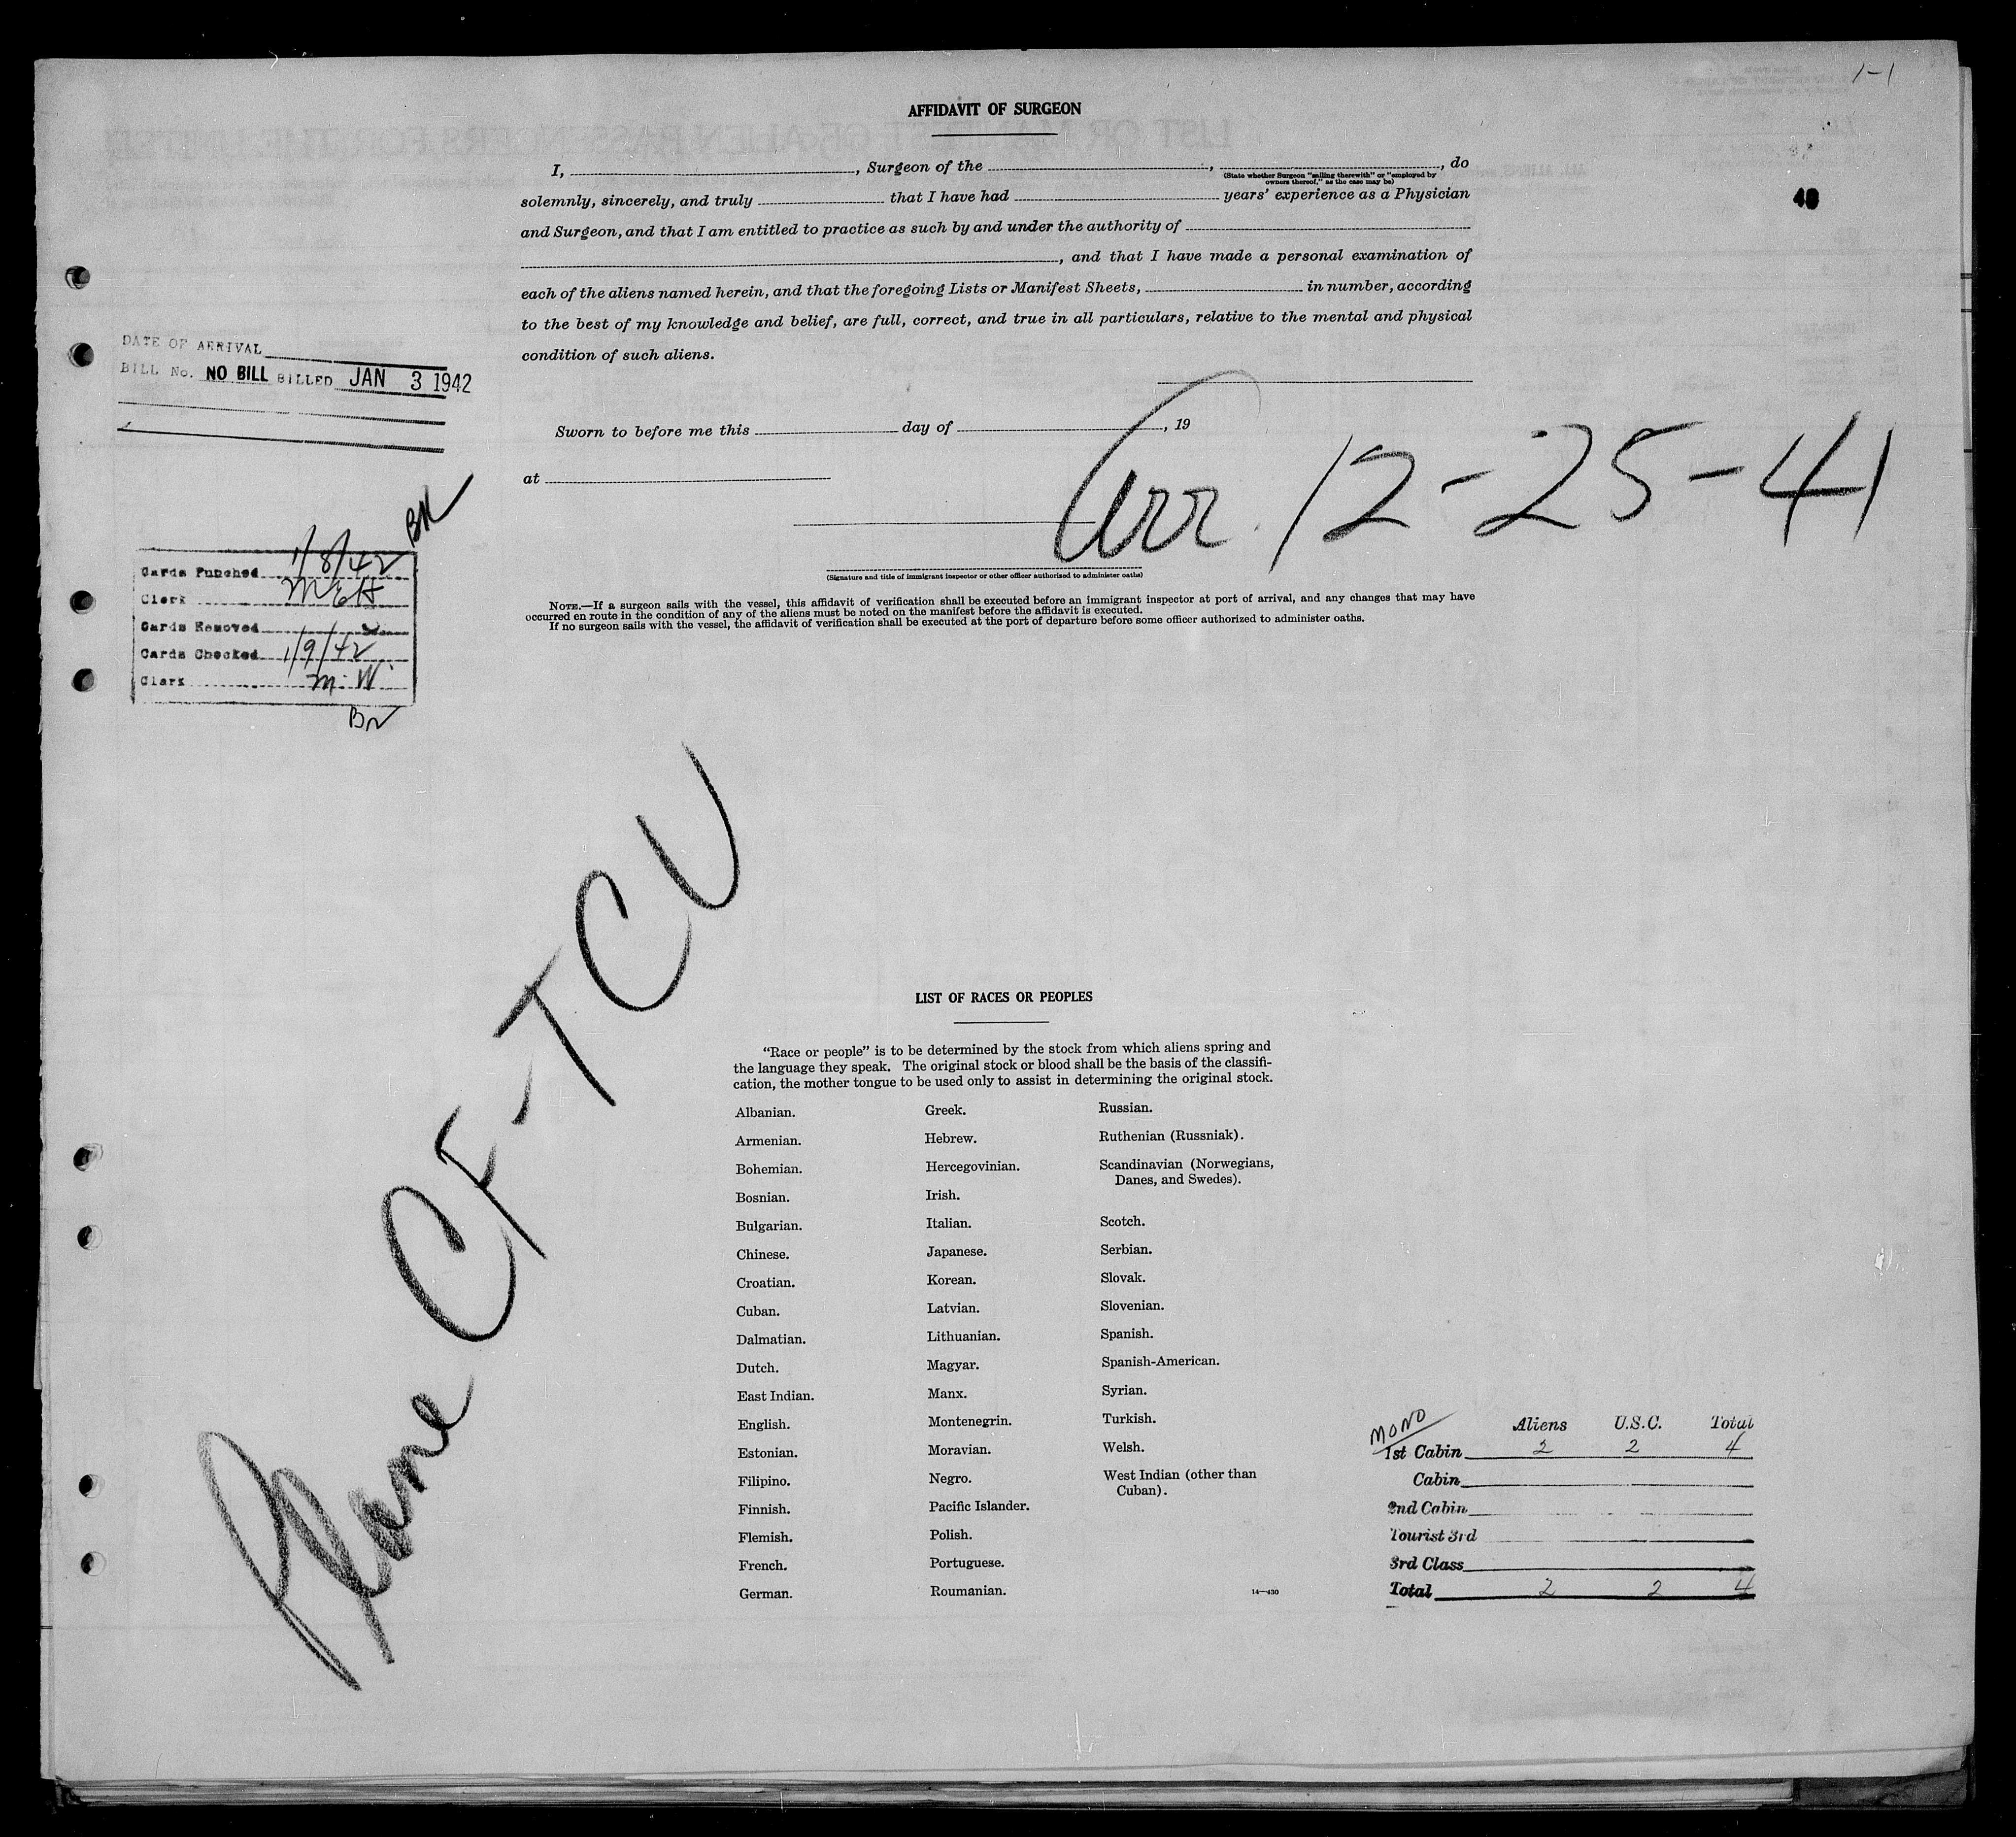 1-1
AFFIDAVIT OF SURGEON
I, , Surgeon of the , , do
(State whether Surgeon "sailing therewith" or "employed by
owners thereof," as the case may be)
solemnly, sincerely, and truly that I have had years' experience as a Physician
48
and Surgeon, and that I am entitled to practice as such by and under the authority of
, and that I have made a personal examination of
each of the aliens named herein, and that the foregoing Lists or Manifest Sheets, in number, according
to the best of my knowledge and belief, are full, correct, and true in all particulars, relative to the mental and physical
condition of such aliens.
DATE OF ARRIVAL
BILL No. NO BILL BILLED JAN 3 1942
Sworn to before me this day of , 19
at
Arr. 12-25-41
(Signature and title of immigrant inspector or other officer authorized to administer oaths)
NOTE.—If a surgeon sails with the vessel, this affidavit of verification shall be executed before an immigrant inspector at port of arrival, and any changes that may have
occurred en route in the condition of any of the aliens must be noted on the manifest before the affidavit is executed.
If no surgeon sails with the vessel, the affidavit of verification shall be executed at the port of departure before some officer authorized to administer oaths.
BK
Cards Punched 1/8/42
Clerk MEH
Cards Removed
Cards Checked 1/9/42
Clerk M.W.
Plane CF-TCU
LIST OF RACES OR PEOPLES
"Race or people" is to be determined by the stock from which aliens spring and
the language they speak. The original stock or blood shall be the basis of the classifi-
cation, the mother tongue to be used only to assist in determining the original stock.
Albanian.
Armenian.
Bohemian.
Bosnian.
Bulgarian.
Chinese.
Croatian.
Cuban.
Dalmatian.
Dutch.
East Indian.
English.
Estonian.
Filipino.
Finnish.
Flemish.
French.
German.
Greek.
Hebrew.
Hercegovinian.
Irish.
Italian.
Japanese.
Korean.
Latvian.
Lithuanian.
Magyar.
Manx.
Montenegrin.
Moravian.
Negro.
Pacific Islander.
Polish.
Portuguese.
Roumanian.
Russian.
Ruthenian (Russniak).
Scandinavian (Norwegians,
Danes, and Swedes).
Scotch.
Serbian.
Slovak.
Slovenian.
Spanish.
Spanish-American.
Syrian.
Turkish.
Welsh.
West Indian (other than
Cuban).
14—430
MONO
Aliens U.S.C. Total
1st Cabin 2 2 4
Cabin
2nd Cabin
Tourist 3rd
3rd Class
Total 2 2 4